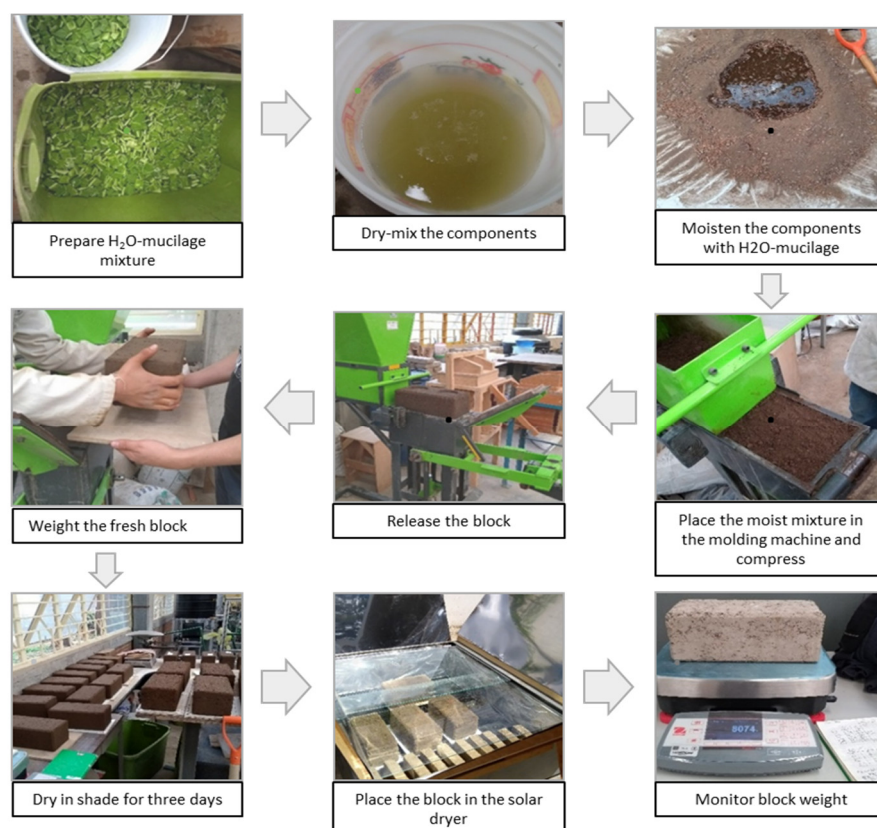 Prepare H₂O-mucilage
mixture
Dry-mix the components
Moisten the components
with H2O-mucilage
Place the moist mixture in
the molding machine and
compress
Release the block
Weight the fresh block
Dry in shade for three days
Place the block in the solar
dryer
Monitor block weight
8074